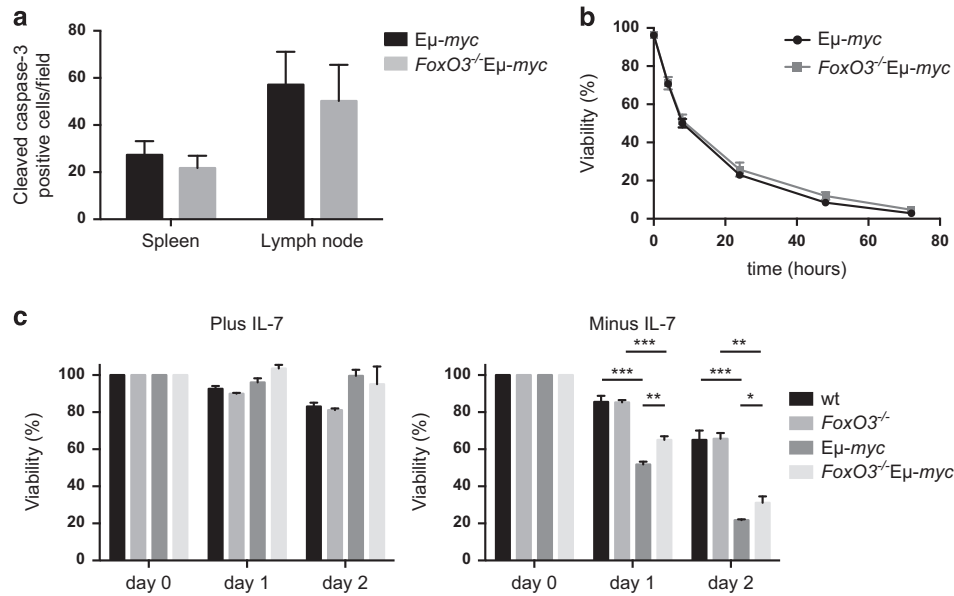 a
Cleaved caspase-3
positive cells/field
80
60
40
20
0
Spleen
Lymph node
Eμ-myc
FoxO3-/-Eμ-myc
b
Viability (%)
100
80
60
40
20
0
0
20
40
60
80
time (hours)
Eμ-myc
FoxO3-/-Eμ-myc
c
Plus IL-7
Viability (%)
100
80
60
40
20
0
day 0
day 1
day 2
Minus IL-7
Viability (%)
100
80
60
40
20
0
***
***
**
**
***
*
day 0
day 1
day 2
wt
FoxO3-/-
Eμ-myc
FoxO3-/-Eμ-myc